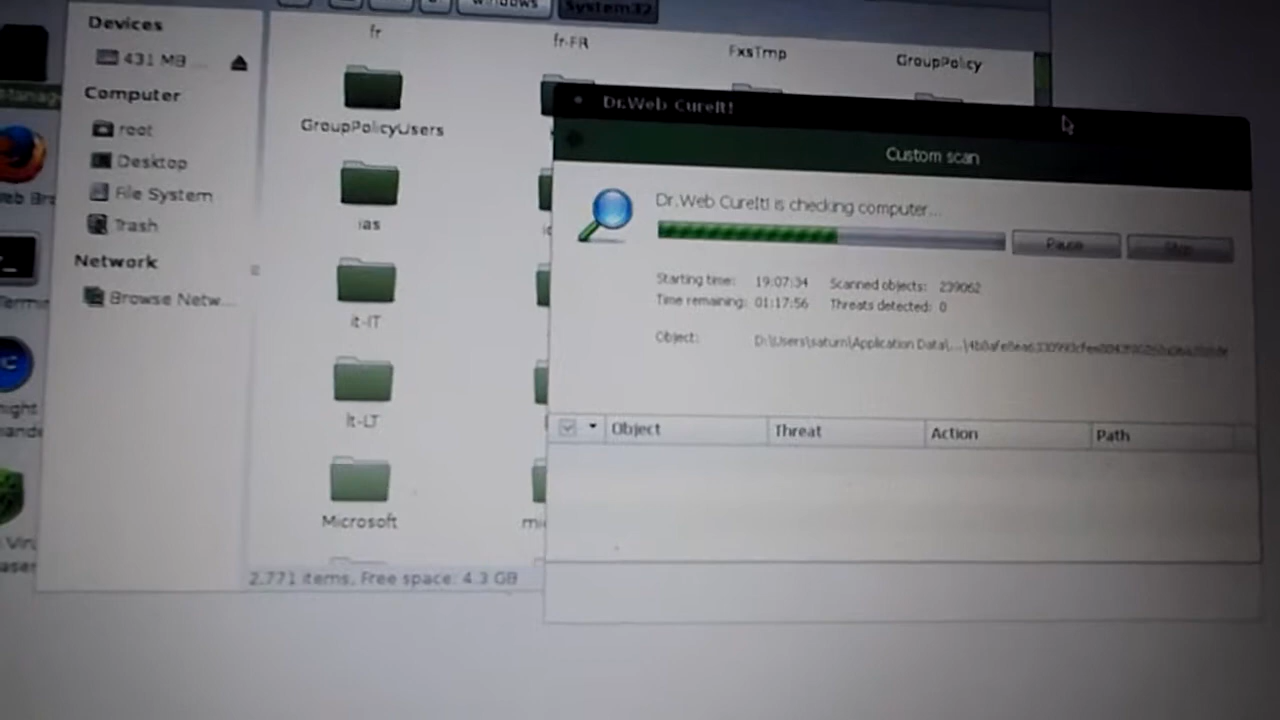 Windows
System32
Devices
431 MB ...
Computer
root
Desktop
File System
Trash
Network
Browse Netw...
fr
fr-FR
FxsTmp
GroupPolicy
GroupPolicyUsers
ias
it-IT
lt-LT
Microsoft
2.771 items, Free space: 4.3 GB
Dr.Web CureIt!
Custom scan
Dr.Web CureIt! is checking computer...
Pause
Stop
Starting time: 19:07:34 Scanned objects: 239062
Time remaining: 01:17:56 Threats detected: 0
Object: D:\Users\saturn\Application Data\...
Object Threat Action Path